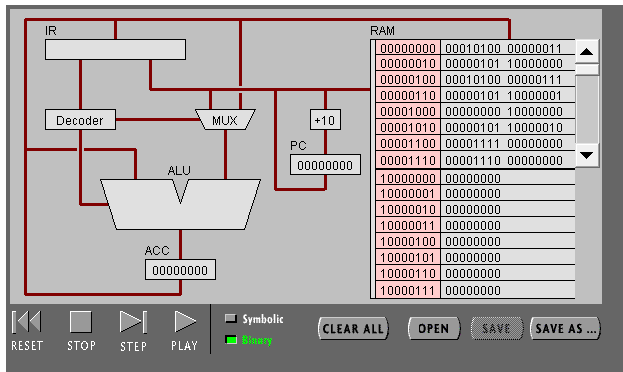 IR
RAM
00000000 00010100 00000011
00000010 00000101 10000000
00000100 00010100 00000111
00000110 00000101 10000001
00001000 00000000 10000000
00001010 00000101 10000010
00001100 00001111 00000000
00001110 00001110 00000000
10000000 00000000
10000001 00000000
10000010 00000000
10000011 00000000
10000100 00000000
10000101 00000000
10000110 00000000
10000111 00000000
Decoder
MUX
+10
PC
00000000
ALU
ACC
00000000
RESET
STOP
STEP
PLAY
Symbolic
Binary
CLEAR ALL
OPEN
SAVE
SAVE AS ...